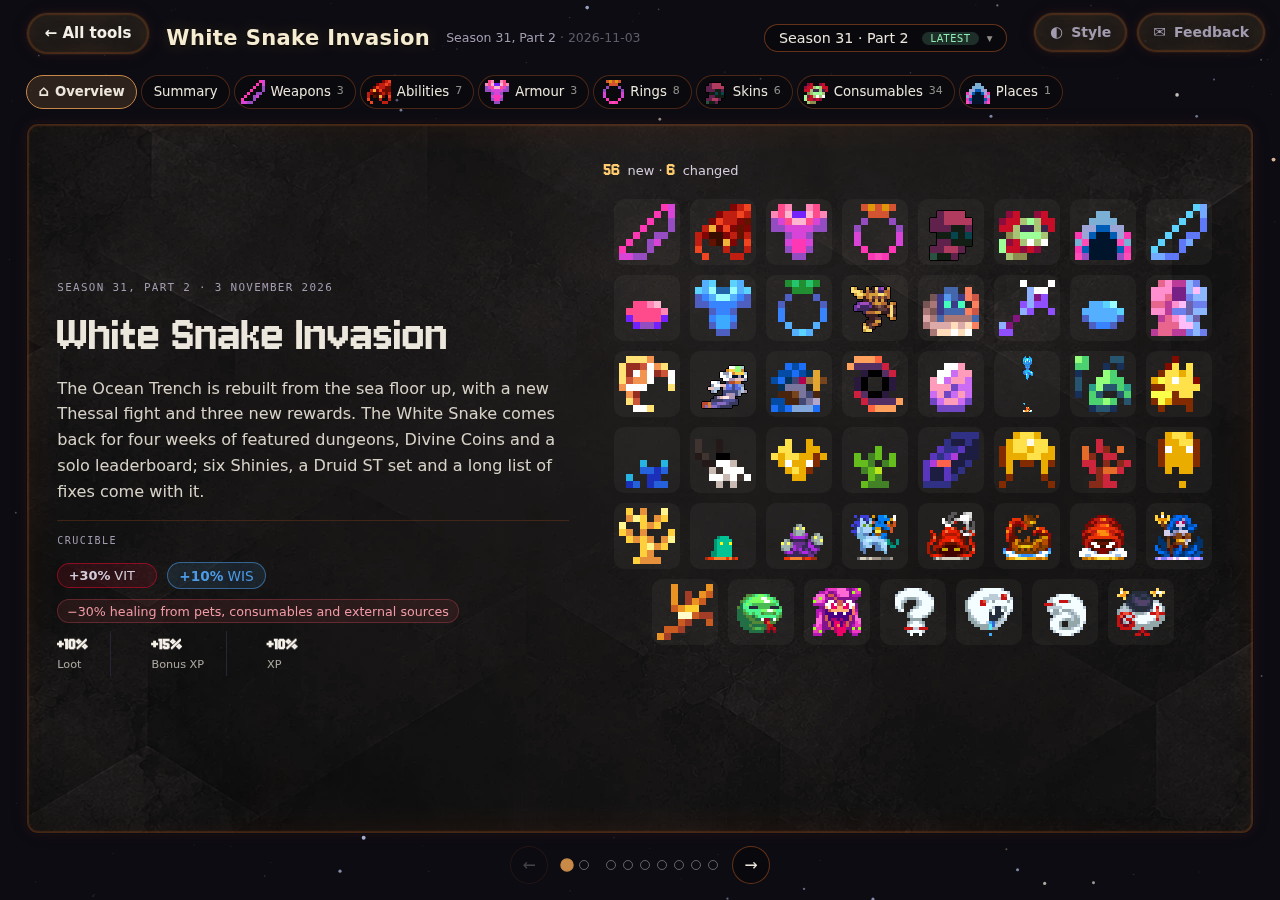 ← All tools
White Snake Invasion
Season 31, Part 2 · 2026-11-03
Season 31 · Part 2 LATEST ▾
Style
Feedback
Overview
Summary
Weapons 3
Abilities 7
Armour 3
Rings 8
Skins 6
Consumables 34
Places 1
56 new · 6 changed
SEASON 31, PART 2 · 3 NOVEMBER 2026
White Snake Invasion
The Ocean Trench is rebuilt from the sea floor up, with a new
Thessal fight and three new rewards. The White Snake comes
back for four weeks of featured dungeons, Divine Coins and a
solo leaderboard; six Shinies, a Druid ST set and a long list of
fixes come with it.
CRUCIBLE
+30% VIT
+10% WIS
−30% healing from pets, consumables and external sources
+10%
Loot
+15%
Bonus XP
+10%
XP
← →